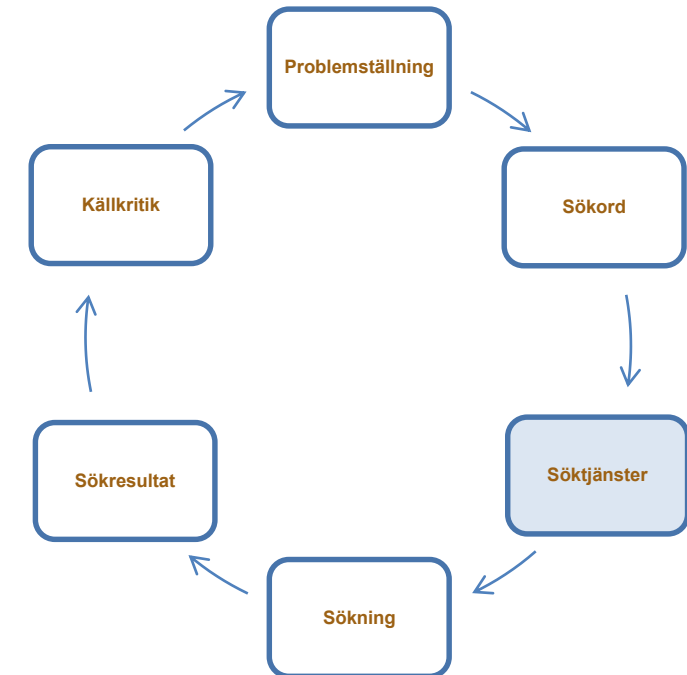 Problemställning
Sökord
Söktjänster
Sökning
Sökresultat
Källkritik